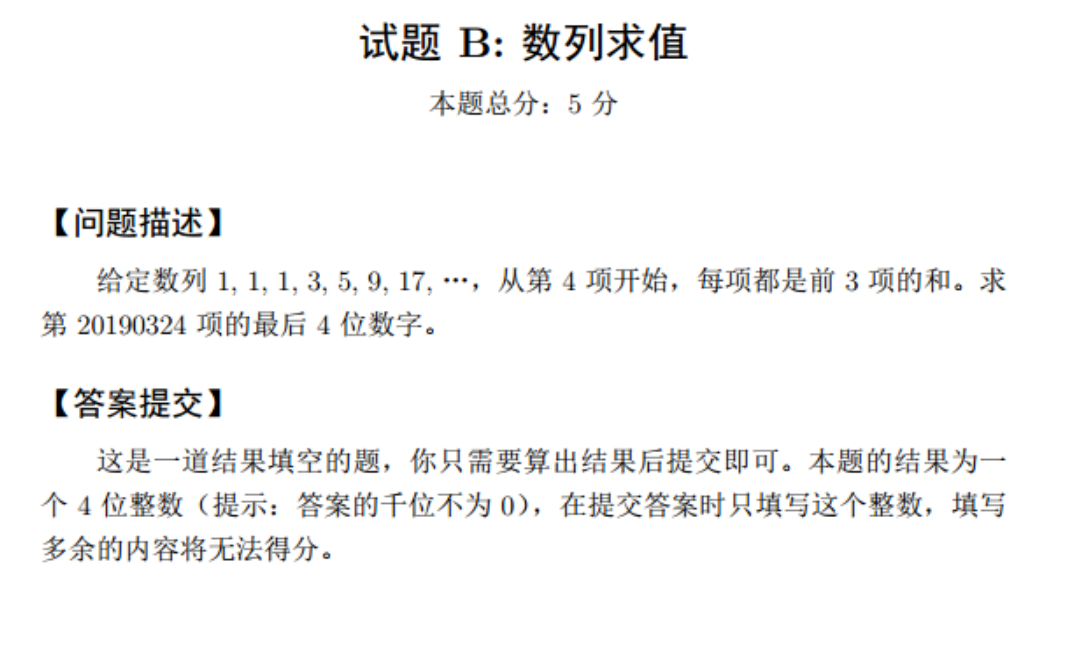 试题 B: 数列求值
本题总分：5 分
【问题描述】
给定数列 1, 1, 1, 3, 5, 9, 17, ⋯，从第 4 项开始，每项都是前 3 项的和。求
第 20190324 项的最后 4 位数字。
【答案提交】
这是一道结果填空的题，你只需要算出结果后提交即可。本题的结果为一
个 4 位整数（提示：答案的千位不为 0），在提交答案时只填写这个整数，填写
多余的内容将无法得分。